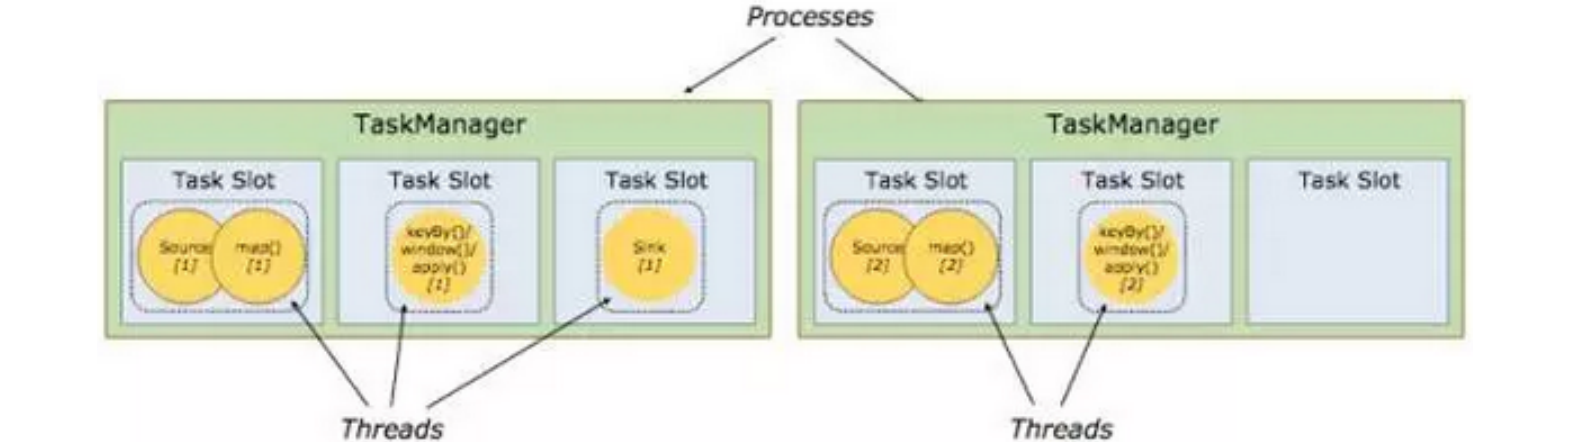 Processes
TaskManager
Task Slot
Source
[1]
map()
[1]
Task Slot
keyBy()/
window()/
apply()
[1]
Task Slot
Sink
[1]
TaskManager
Task Slot
Source
[2]
map()
[2]
Task Slot
keyBy()/
window()/
apply()
[2]
Task Slot
Threads
Threads